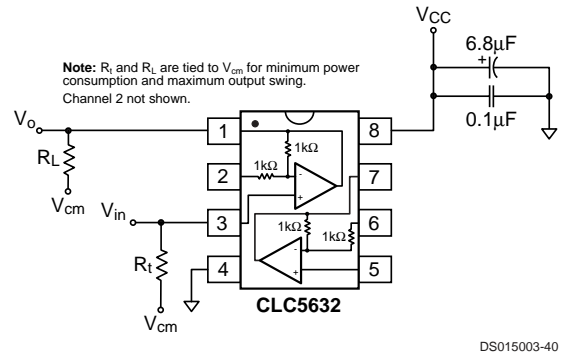 VCC
6.8µF
+
0.1µF
Note: Rt and RL are tied to Vcm for minimum power
consumption and maximum output swing.
Channel 2 not shown.
Vo
RL
Vcm
Vin
Rt
Vcm
1
8
1kΩ
2
1kΩ
-
+
7
3
1kΩ
1kΩ
6
4
-
+
5
CLC5632
DS015003-40